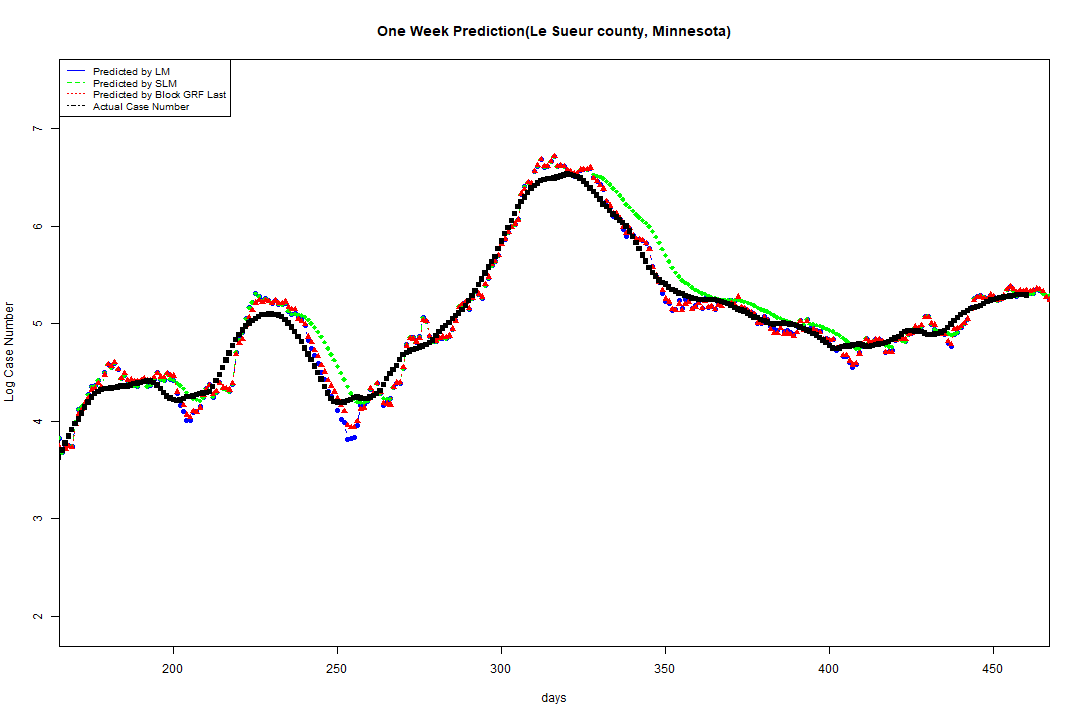 One Week Prediction(Le Sueur county, Minnesota)
Predicted by LM
Predicted by SLM
Predicted by Block GRF Last
Actual Case Number
7
6
5
4
3
2
Log Case Number
200 250 300 350 400 450
days